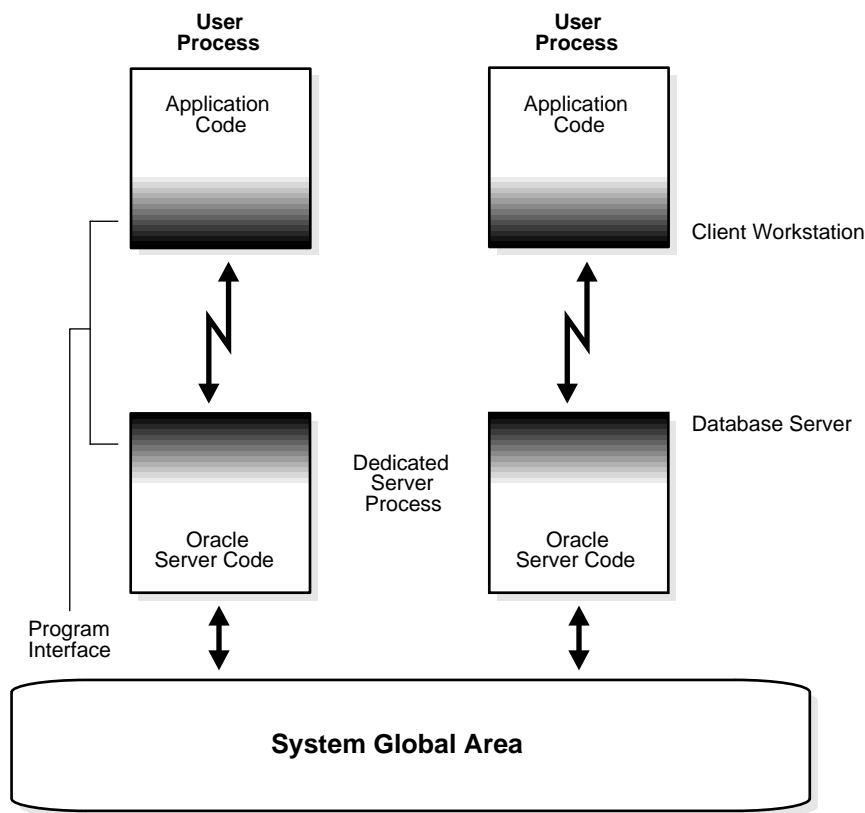 User
Process
User
Process
Application
Code
Application
Code
Client Workstation
Database Server
Dedicated
Server
Process
Oracle
Server Code
Oracle
Server Code
Program
Interface
System Global Area